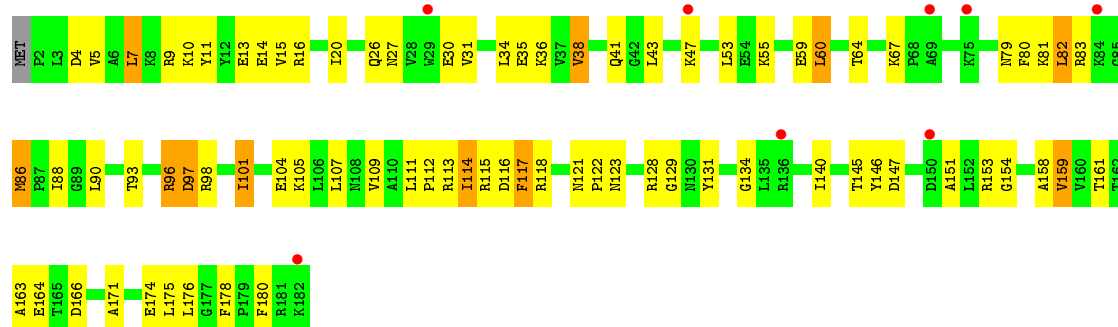 MET P2 L3 D4 V5 A6 L7 K8 R9 K10 Y11 Y12 E13 E14 V15 R16 I20 Q26 N27 V28 W29 E30 V31 L34 E35 K36 V37 V38 Q41 G42 L43 K47 L53 E54 K55 E59 L60 T64 K67 P68 A69 K75 N79 F80 K81 L82 R83 K84 G85
M86 P87 I88 G89 L90 T93 R96 D97 R98 I101 E104 K105 L106 L107 N108 V109 A110 L111 P112 R113 I114 R115 D116 F117 R118 N121 P122 N123 R128 G129 N130 Y131 G134 L135 R136 I140 T145 Y146 D147 D150 A151 L152 R153 G154 A158 V159 V160 T161 T162
A163 E164 T165 D166 A171 E174 L175 L176 G177 F178 P179 F180 R181 K182